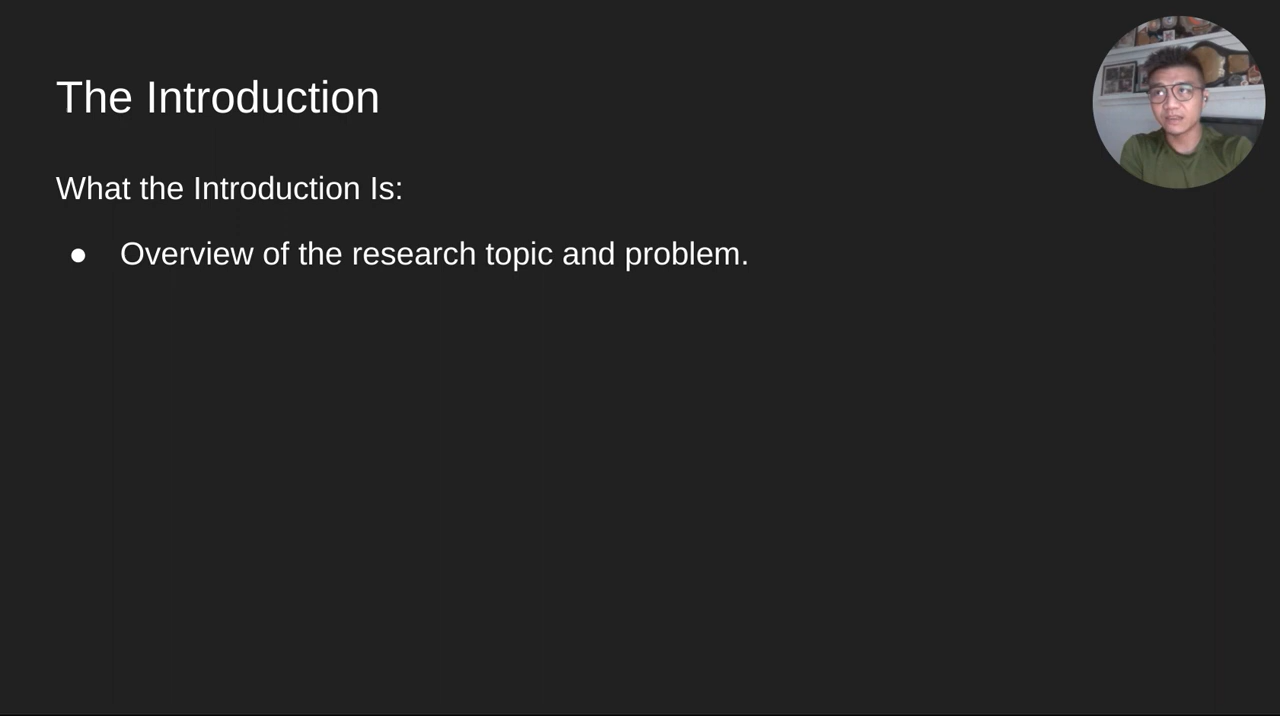 The Introduction
What the Introduction Is:
● Overview of the research topic and problem.